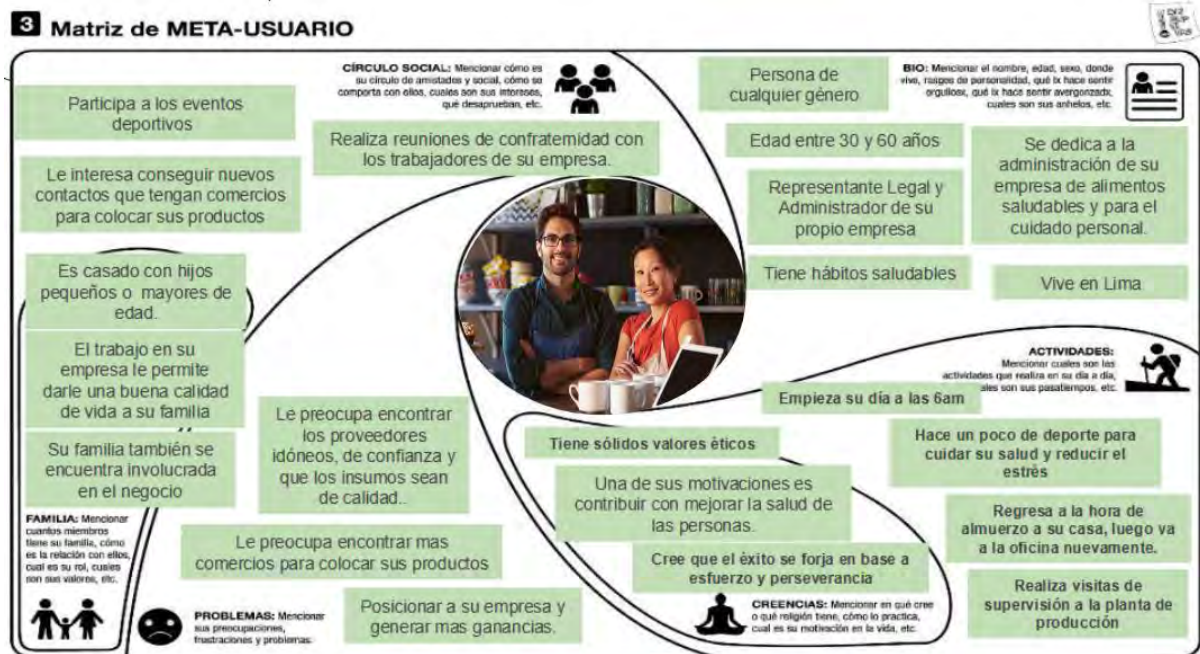 3 Matriz de META-USUARIO
CÍRCULO SOCIAL: Mencionar cómo es
su círculo de amistades y social, cómo se
comporta con ellos, cuales son sus intereses,
qué desaprueban, etc.
Participa a los eventos
deportivos
Realiza reuniones de confraternidad con
los trabajadores de su empresa.
Le interesa conseguir nuevos
contactos que tengan comercios
para colocar sus productos
BIO: Mencionar el nombre, edad, sexo, donde
vive, rasgos de personalidad, qué lx hace sentir
orgullosx, qué lx hace sentir avergonzadx,
cuales son sus anhelos, etc.
Persona de
cualquier género
Edad entre 30 y 60 años
Se dedica a la
administración de su
empresa de alimentos
saludables y para el
cuidado personal.
Representante Legal y
Administrador de su
propio empresa
Tiene hábitos saludables
Vive en Lima
Es casado con hijos
pequeños o mayores de
edad.
El trabajo en su
empresa le permite
darle una buena calidad
de vida a su familia
Su familia también se
encuentra involucrada
en el negocio
FAMILIA: Mencionar
cuantos miembros
tiene su familia, cómo
es la relación con ellos,
cual es su rol, cuales
son sus valores, etc.
Le preocupa encontrar
los proveedores
idóneos, de confianza y
que los insumos sean
de calidad..
Le preocupa encontrar mas
comercios para colocar sus productos
Posicionar a su empresa y
generar mas ganancias.
PROBLEMAS: Mencionar
sus preocupaciones,
frustraciones y problemas.
Tiene sólidos valores èticos
Una de sus motivaciones es
contribuir con mejorar la salud de
las personas.
Cree que el éxito se forja en base a
esfuerzo y perseverancia
CREENCIAS: Mencionar en qué cree
o qué religión tiene, cómo lo practica,
cual es su motivación en la vida, etc.
ACTIVIDADES:
Mencionar cuales son las
actividades que realiza en su día a día,
ales son sus pasatiempos, etc.
Empieza su día a las 6am
Hace un poco de deporte para
cuidar su salud y reducir el
estrès
Regresa a la hora de
almuerzo a su casa, luego va
a la oficina nuevamente.
Realiza visitas de
supervisión a la planta de
producción